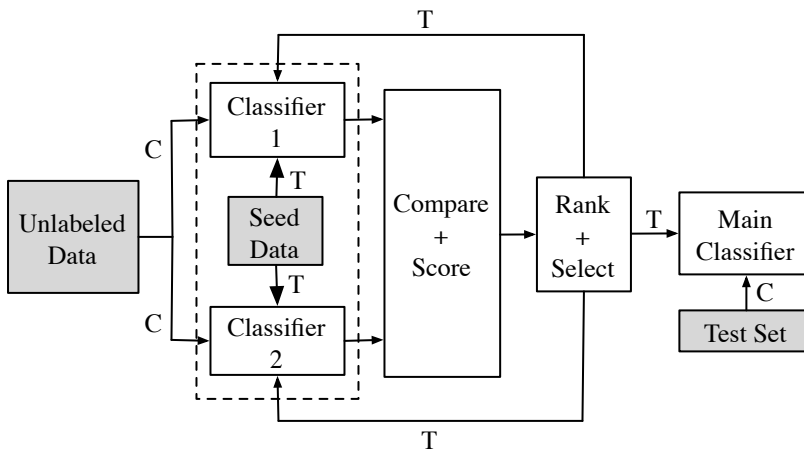 T
Classifier
1
C
T
Unlabeled
Data
Seed
Data
Compare
+
Score
Rank
+
Select
T
Main
Classifier
T
C
C
Classifier
2
Test Set
T